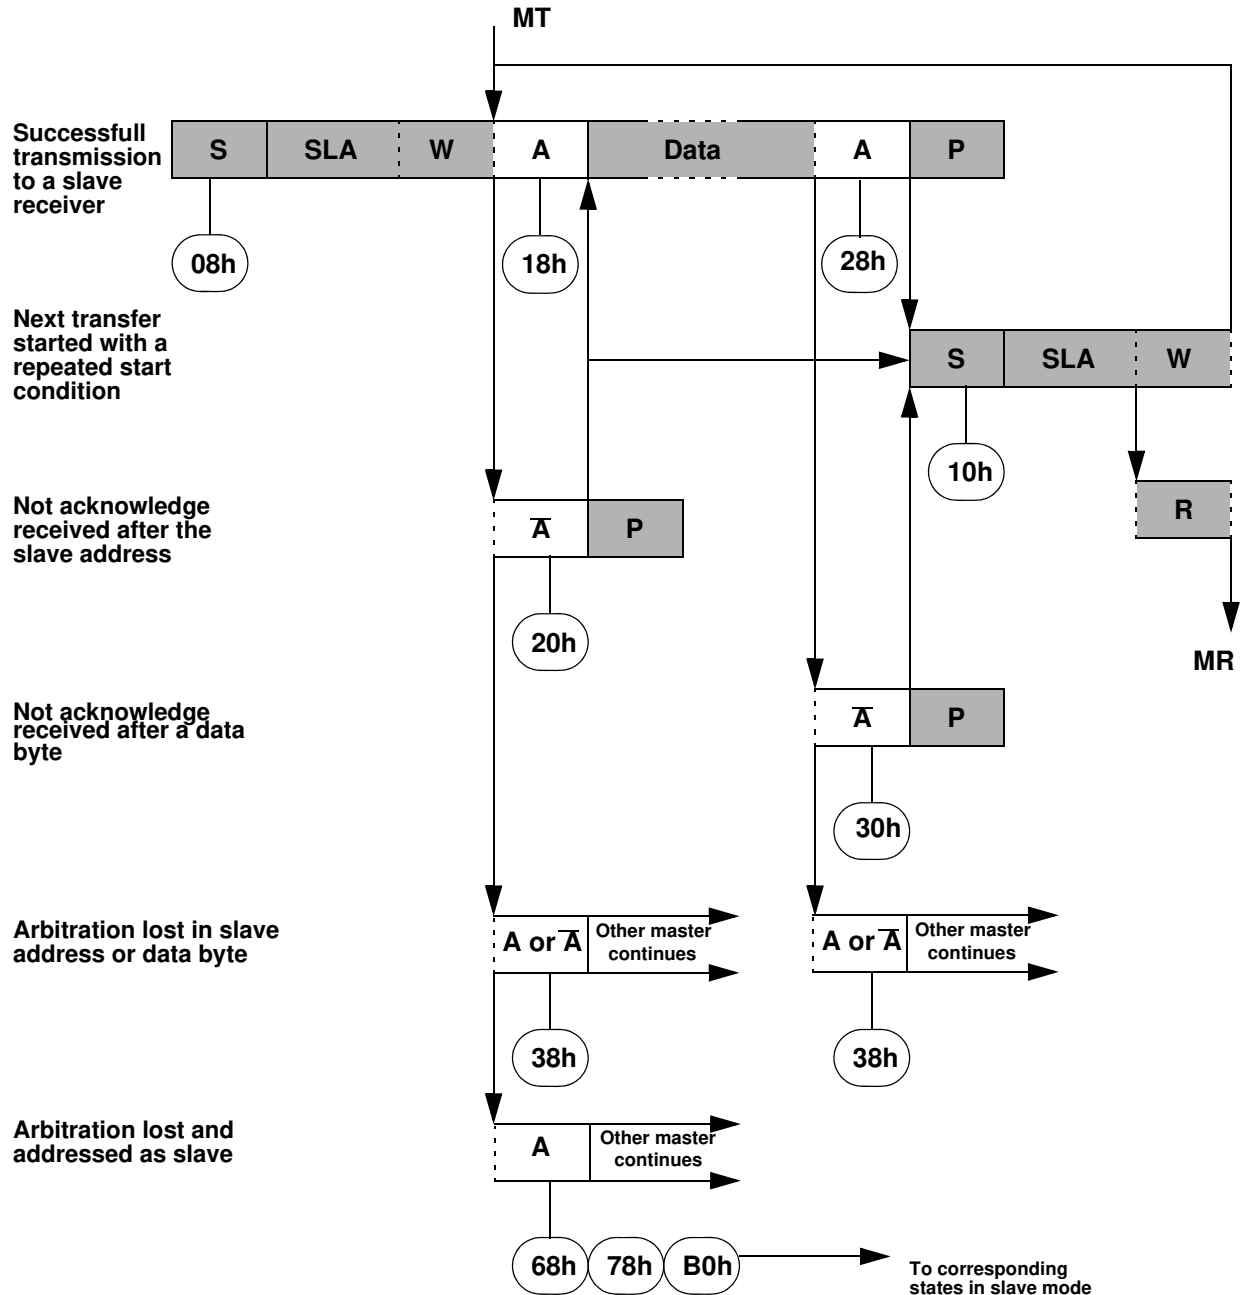 MT
Successfull
transmission
to a slave
receiver
S SLA W A Data A P
08h 18h 28h
Next transfer
started with a
repeated start
condition
S SLA W
10h
Not acknowledge
received after the
slave address
A̅ P
R
20h
MR
Not acknowledge
received after a data
byte
A̅ P
30h
Arbitration lost in slave
address or data byte
A or A̅
Other master
continues
A or A̅
Other master
continues
38h 38h
Arbitration lost and
addressed as slave
A
Other master
continues
68h 78h B0h
To corresponding
states in slave mode